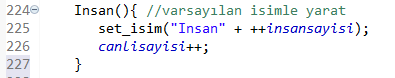 224 Insan(){ //varsayılan isimle yarat
225 set_isim("Insan" + ++insansayisi);
226 canlisayisi++;
227 }